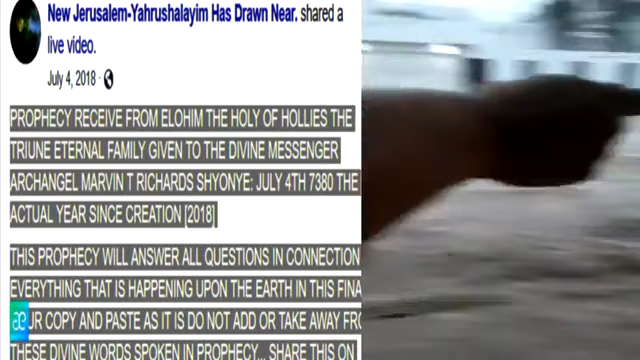 New Jerusalem-Yahrushalayim Has Drawn Near. shared a
live video.
July 4, 2018 ·
PROPHECY RECEIVE FROM ELOHIM THE HOLY OF HOLLIES THE
TRIUNE ETERNAL FAMILY GIVEN TO THE DIVINE MESSENGER
ARCHANGEL MARVIN T RICHARDS SHYONYE: JULY 4TH 7380 THE
ACTUAL YEAR SINCE CREATION [2018]
THIS PROPHECY WILL ANSWER ALL QUESTIONS IN CONNECTION
EVERYTHING THAT IS HAPPENING UPON THE EARTH IN THIS FINA
UR COPY AND PASTE AS IT IS DO NOT ADD OR TAKE AWAY FRO
THESE DIVINE WORDS SPOKEN IN PROPHECY... SHARE THIS ON